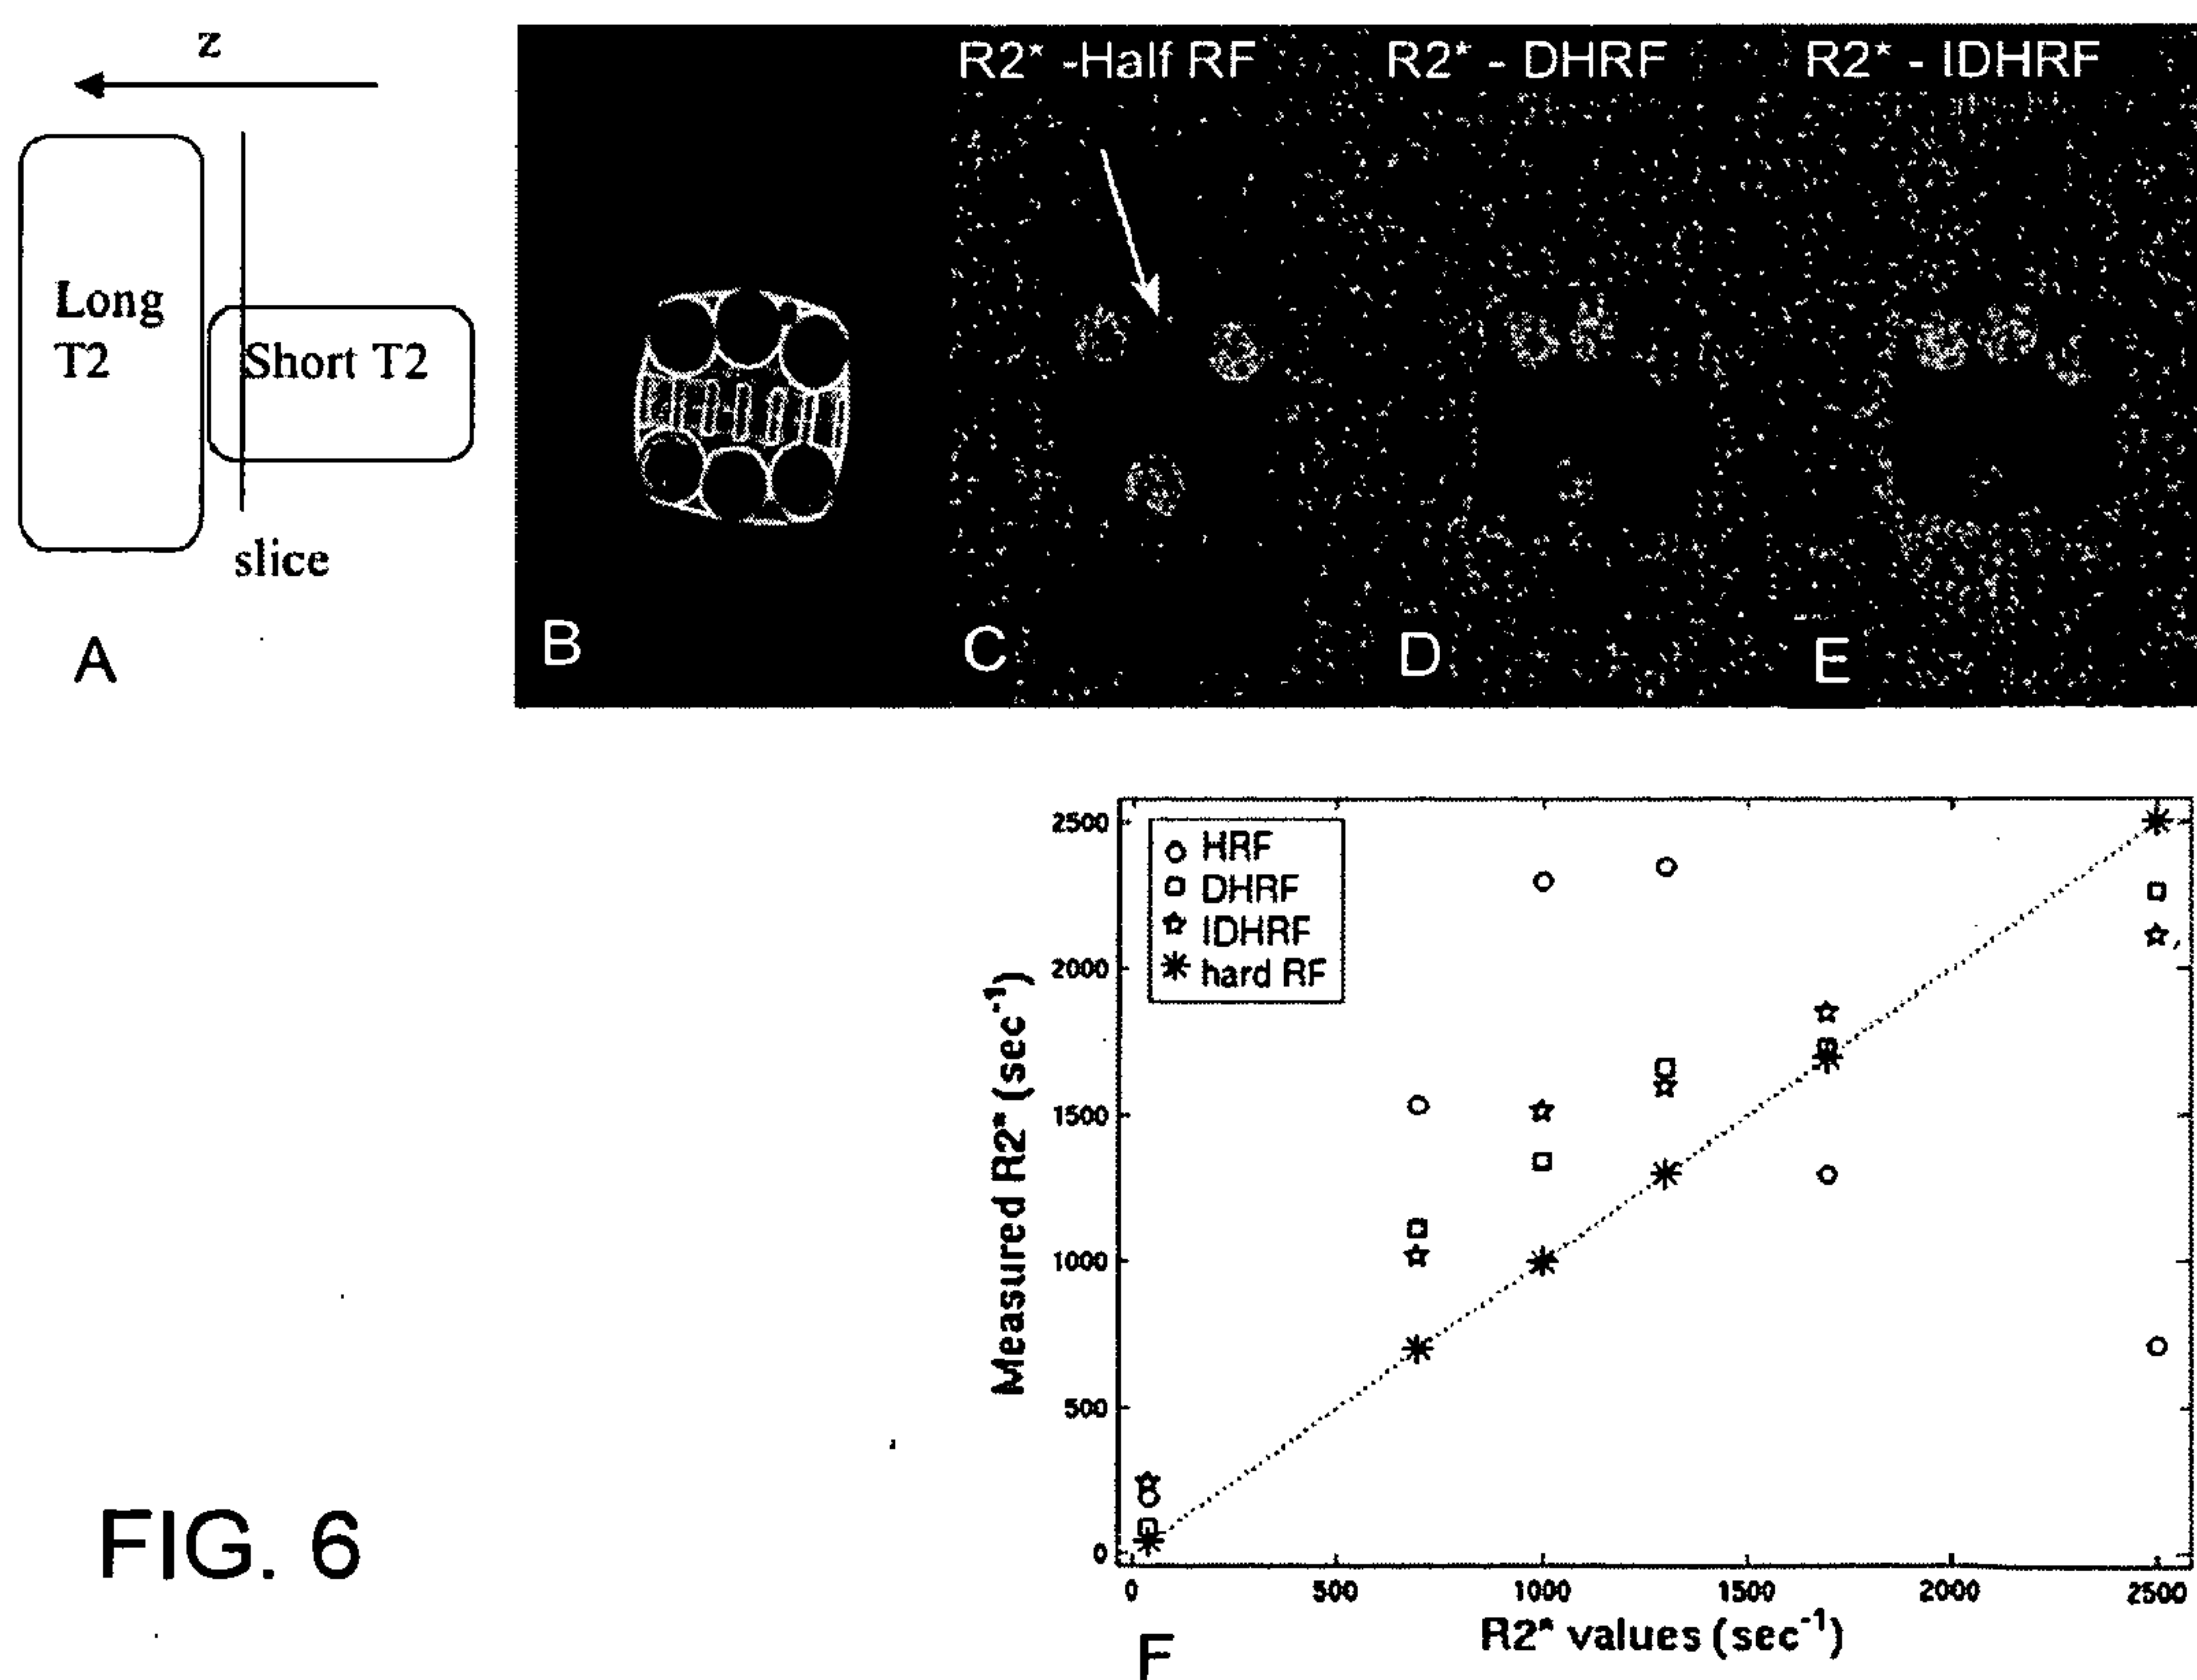 z
Long
T2
Short T2
slice
A
B
R2* -Half RF
C
R2* - DHRF
D
R2* - IDHRF
E
HRF
DHRF
IDHRF
hard RF
Measured R2* (sec⁻¹)
2500
2000
1500
1000
500
0
0 500 1000 1500 2000 2500
R2* values (sec⁻¹)
F
FIG. 6